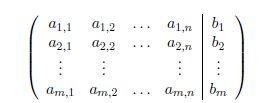 a1,1 a1,2 … a1,n b1
a2,1 a2,2 … a2,n b2
⋮ ⋮ ⋮ ⋮
am,1 am,2 … am,n bm